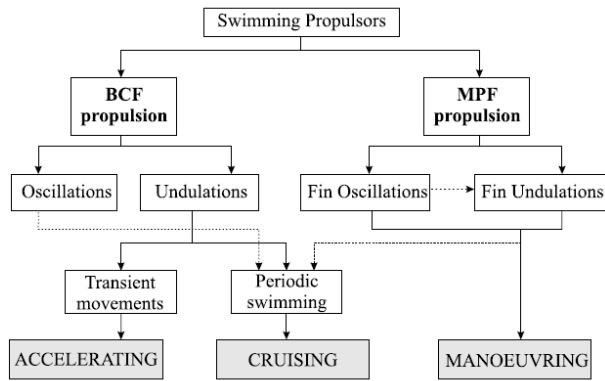 Swimming Propulsors
BCF
propulsion
MPF
propulsion
Oscillations
Undulations
Fin Oscillations
Fin Undulations
Transient
movements
Periodic
swimming
ACCELERATING
CRUISING
MANOEUVRING